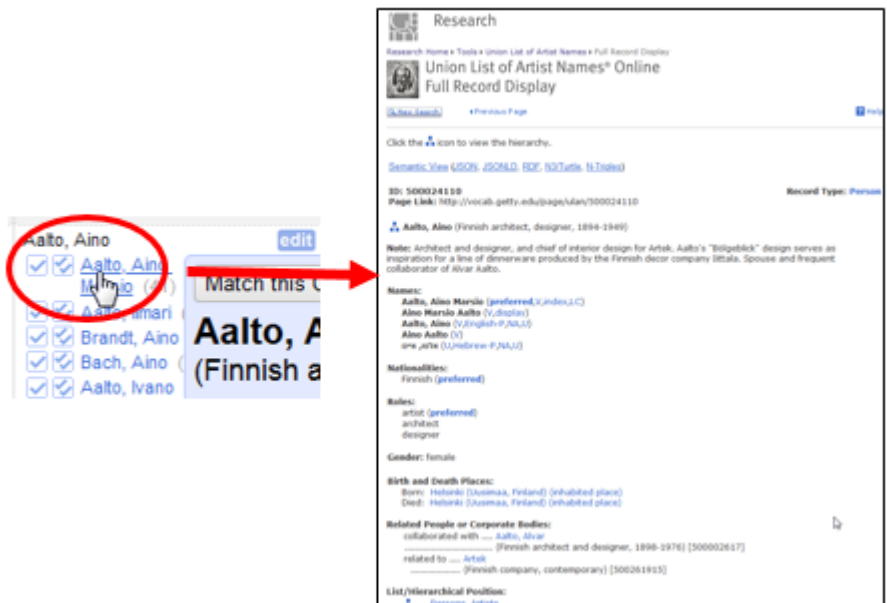 Aalto, Aino
edit
Aalto, Aino
Marsio (41)
Aalto, Ilmari (
Brandt, Aino
Bach, Aino (
Aalto, Ivano
Match this
Aalto, A
(Finnish a
Research
Research Home Tools Union List of Artist Names Full Record Display
Union List of Artist Names® Online
Full Record Display
New Search
Previous Page
Help
Click the icon to view the hierarchy.
Semantic View (JSON, JSONLD, RDF, N3/Turtle, N-Triples)
ID: 500024110
Record Type: Person
Page Link: http://vocab.getty.edu/page/ulan/500024110
Aalto, Aino (Finnish architect, designer, 1894-1949)
Note: Architect and designer, and chief of interior design for Artek. Aalto's "Bölgeblick" design serves as
inspiration for a line of dinnerware produced by the Finnish decor company Iittala. Spouse and frequent
collaborator of Alvar Aalto.
Names:
Aalto, Aino Marsio (preferred,V,index,LC)
Aino Marsio Aalto (V,display)
Aalto, Aino (V,English-P,NA,U)
Aino Aalto (V)
(U,Hebrew-P,NA,U)
Nationalities:
Finnish (preferred)
Roles:
artist (preferred)
architect
designer
Gender: female
Birth and Death Places:
Born: Helsinki (Uusimaa, Finland) (inhabited place)
Died: Helsinki (Uusimaa, Finland) (inhabited place)
Related People or Corporate Bodies:
collaborated with .... Aalto, Alvar
(Finnish architect and designer, 1898-1976) [500002617]
related to .... Artek
(Finnish company, contemporary) [500261915]
List/Hierarchical Position:
Persons, Artists